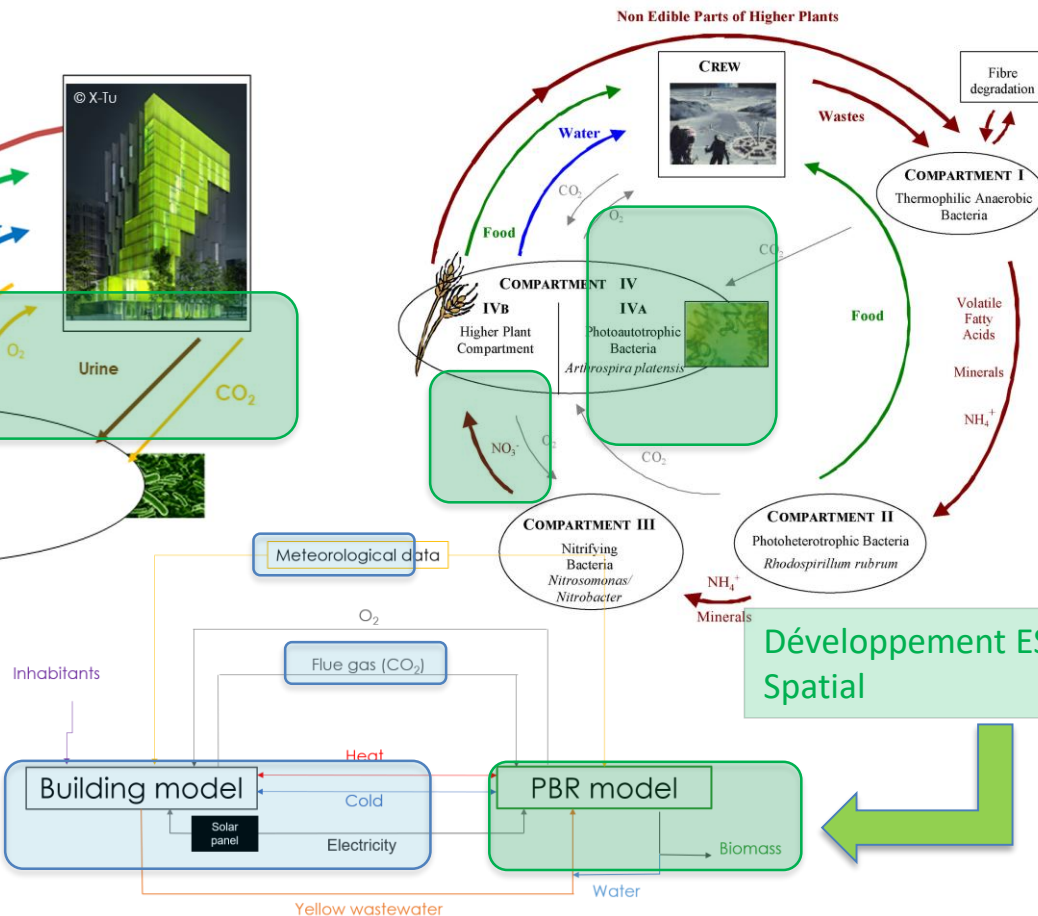 Non Edible Parts of Higher Plants
© X-Tu
CREW
Fibre
degradation
Wastes
Water
COMPARTMENT I
Thermophilic Anaerobic
Bacteria
CO2
O2
Food
CO2
COMPARTMENT IV
IVB
Higher Plant
Compartment
IVA
Photoautotrophic
Bacteria
Arthrospira platensis
Food
Volatile
Fatty
Acids
Minerals
NH4+
O2
Urine
CO2
NO3-
O2
CO2
COMPARTMENT III
Nitrifying
Bacteria
Nitrosomonas/
Nitrobacter
COMPARTMENT II
Photoheterotrophic Bacteria
Rhodospirillum rubrum
NH4+
Minerals
Meteorological data
O2
Flue gas (CO2)
Inhabitants
Développement ES
Spatial
Heat
Building model
PBR model
Cold
Solar
panel
Electricity
Biomass
Water
Yellow wastewater